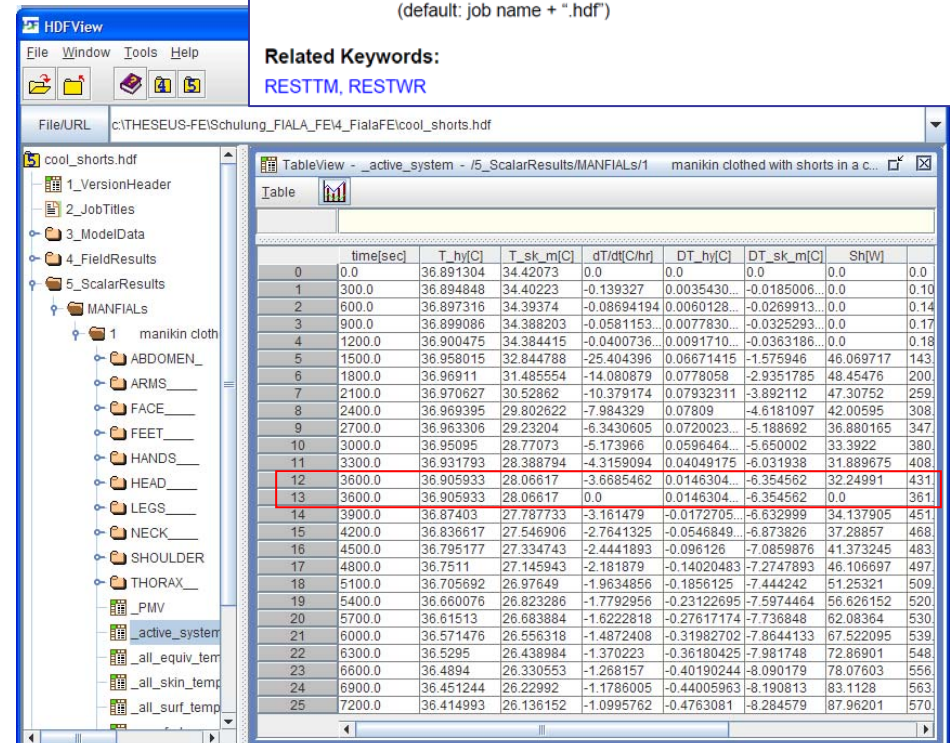 (default: job name + ".hdf")
Related Keywords:
RESTTM, RESTWR
HDFView
File Window Tools Help
File/URL c:\THESEUS-FE\Schulung_FIALA_FE\4_FialaFE\cool_shorts.hdf
cool_shorts.hdf
1_VersionHeader
2_JobTitles
3_ModelData
4_FieldResults
5_ScalarResults
MANFIALs
1 manikin cloth
ABDOMEN_
ARMS____
FACE____
FEET____
HANDS___
HEAD____
LEGS____
NECK____
SHOULDER
THORAX__
_PMV
_active_system
_all_equiv_tem
_all_skin_temp
_all_surf_temp
TableView - _active_system - /5_ScalarResults/MANFIALs/1 manikin clothed with shorts in a c...
Table
time[sec] T_hy[C] T_sk_m[C] dT/dt[C/hr] DT_hy[C] DT_sk_m[C] Sh[W]
0 0.0 36.891304 34.42073 0.0 0.0 0.0 0.0 0.0
1 300.0 36.894848 34.40223 -0.139327 0.0035430... -0.0185006... 0.0 0.10
2 600.0 36.897316 34.39374 -0.08694194 0.0060128... -0.0269913... 0.0 0.14
3 900.0 36.899086 34.388203 -0.0581153... 0.0077830... -0.0325293... 0.0 0.17
4 1200.0 36.900475 34.384415 -0.0400736... 0.0091710... -0.0363186... 0.0 0.18
5 1500.0 36.958015 32.844788 -25.404396 0.06671415 -1.575946 46.069717 143.
6 1800.0 36.96911 31.485554 -14.080879 0.0778058 -2.9351785 48.45476 200.
7 2100.0 36.970627 30.52862 -10.379174 0.07932311 -3.892112 47.30752 259.
8 2400.0 36.969395 29.802622 -7.984329 0.07809 -4.6181097 42.00595 308.
9 2700.0 36.963306 29.23204 -6.3430605 0.0720023... -5.188692 36.880165 347.
10 3000.0 36.95095 28.77073 -5.173966 0.0596464... -5.650002 33.3922 380.
11 3300.0 36.931793 28.388794 -4.3159094 0.04049175 -6.031938 31.889675 408.
12 3600.0 36.905933 28.06617 -3.6685462 0.0146304... -6.354562 32.24991 431.
13 3600.0 36.905933 28.06617 0.0 0.0146304... -6.354562 0.0 361.
14 3900.0 36.87403 27.787733 -3.161479 -0.0172705... -6.632999 34.137905 451.
15 4200.0 36.836617 27.546906 -2.7641325 -0.0546849... -6.873826 37.28857 468.
16 4500.0 36.795177 27.334743 -2.4441893 -0.096126 -7.0859876 41.373245 483.
17 4800.0 36.7511 27.145943 -2.181879 -0.14020483 -7.2747893 46.106697 497.
18 5100.0 36.705692 26.97649 -1.9634856 -0.1856125 -7.444242 51.25321 509.
19 5400.0 36.660076 26.823286 -1.7792956 -0.23122695 -7.5974464 56.626152 520.
20 5700.0 36.61513 26.683884 -1.6222818 -0.27617174 -7.736848 62.08364 530.
21 6000.0 36.571476 26.556318 -1.4872408 -0.31982702 -7.8644133 67.522095 539.
22 6300.0 36.5295 26.438984 -1.370223 -0.36180425 -7.981748 72.86901 548.
23 6600.0 36.4894 26.330553 -1.268157 -0.40190244 -8.090179 78.07603 556.
24 6900.0 36.451244 26.22992 -1.1786005 -0.44005963 -8.190813 83.1128 563.
25 7200.0 36.414993 26.136152 -1.0995762 -0.4763081 -8.284579 87.96201 570.